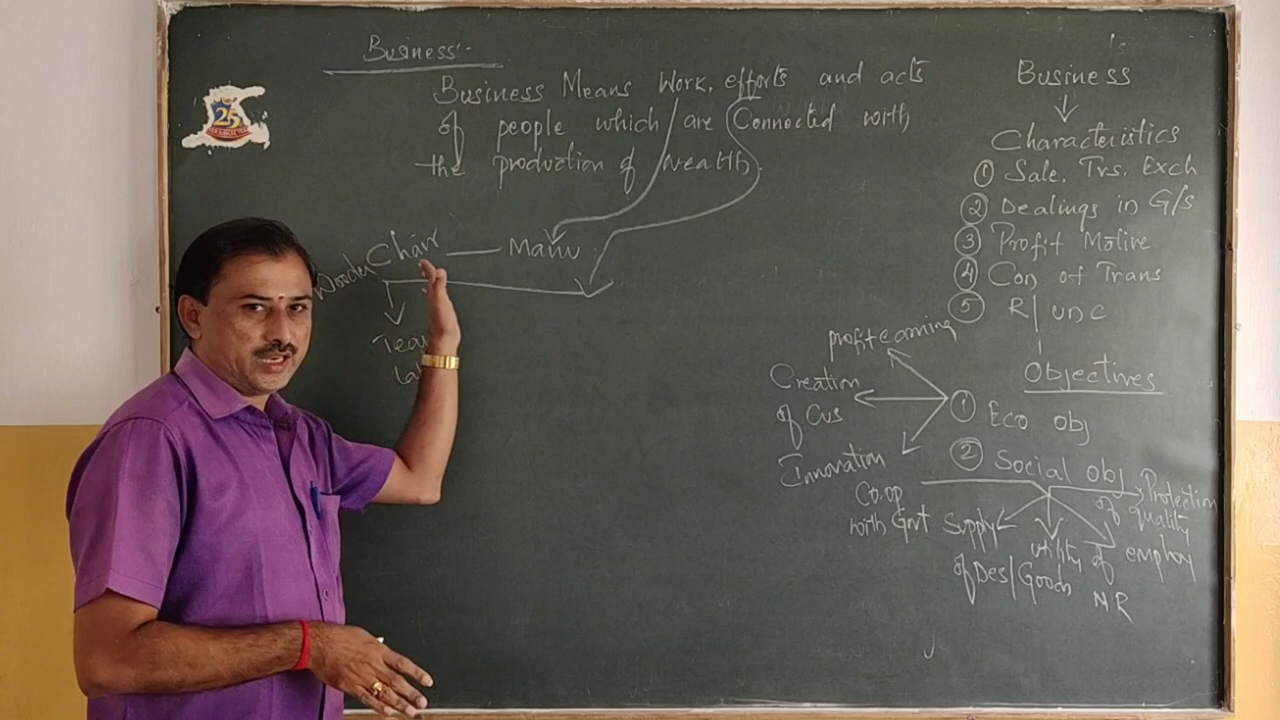 Business:-
Business Means Work, efforts and acts
of people which are Connected with
the production of wealth.
Wooden Chair — Manu
25
Business
Characteristics
① Sale. Trs. Exch
② Dealings in G/S
③ Profit Motive
④ Con of Trans
⑤ R/ unc
Objectives
① Eco obj
profit earning
Creation
of Cus
Innovation
② Social obj
Co.op
with Govt
Supply
of Des/Goods
utility of
NR
employ
Protection
of quality